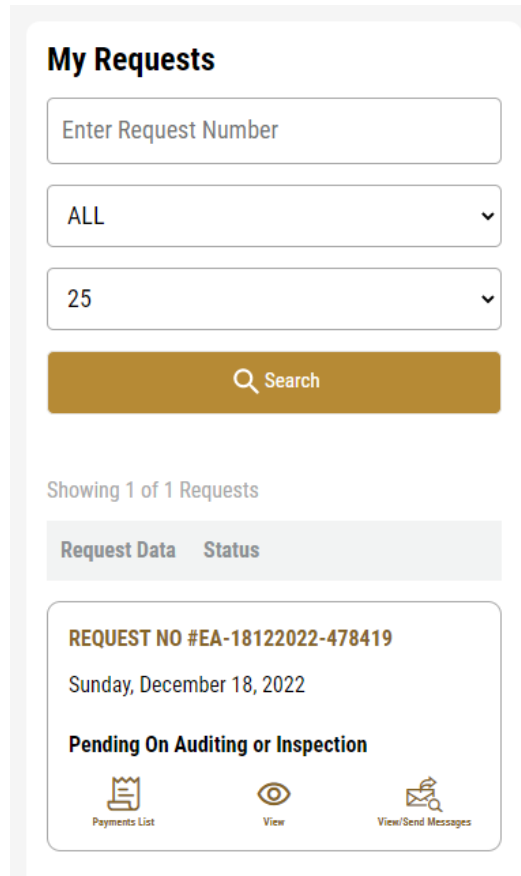 My Requests
Enter Request Number
ALL
25
Search
Showing 1 of 1 Requests
Request Data Status
REQUEST NO #EA-18122022-478419
Sunday, December 18, 2022
Pending On Auditing or Inspection
Payments List View View/Send Messages